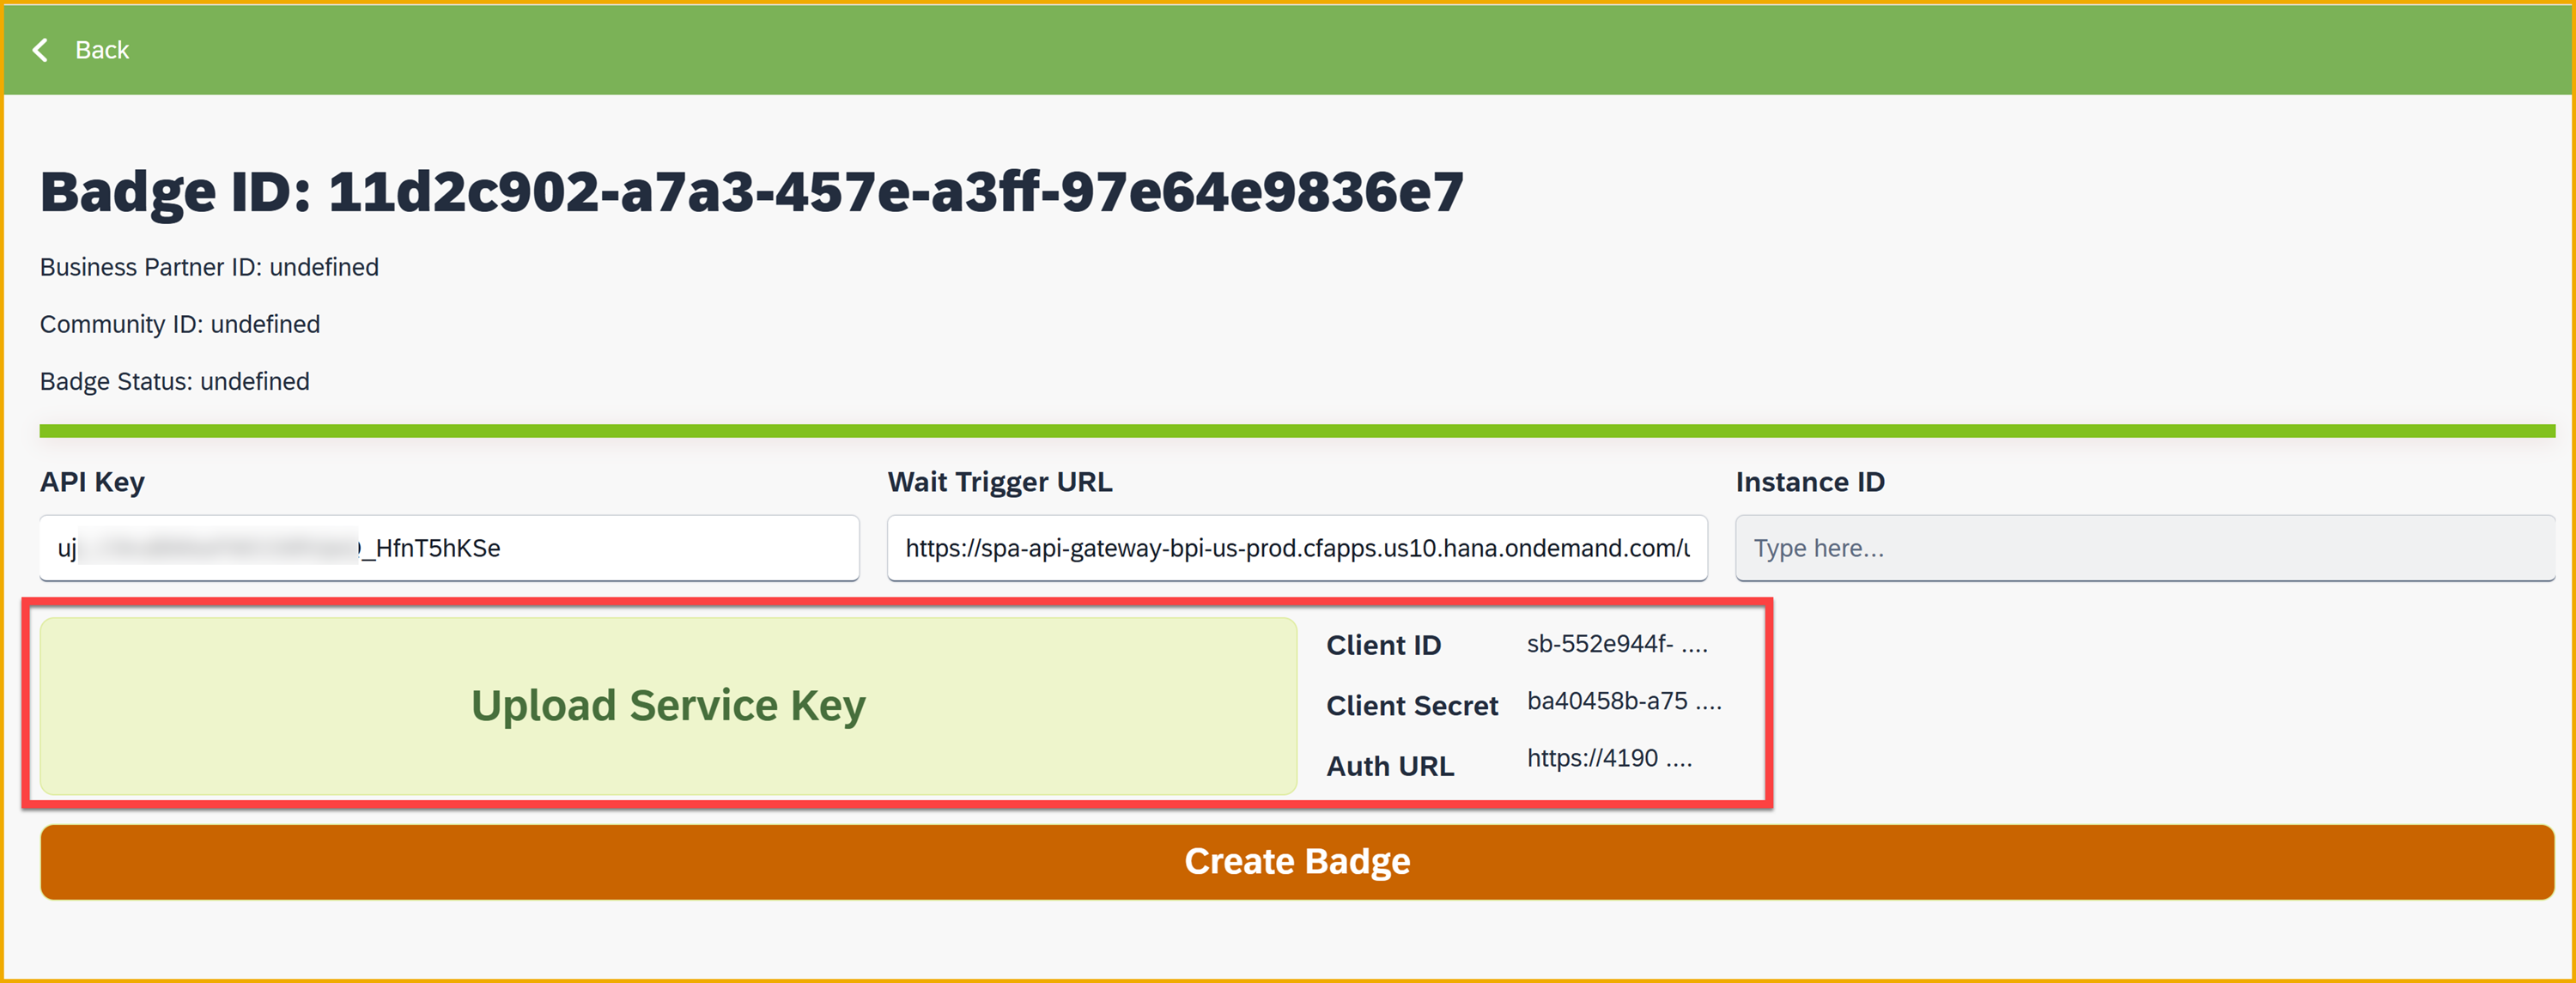 Back
Badge ID: 11d2c902-a7a3-457e-a3ff-97e64e9836e7
Business Partner ID: undefined
Community ID: undefined
Badge Status: undefined
API Key
Wait Trigger URL
Instance ID
uj _HfnT5hKSe
https://spa-api-gateway-bpi-us-prod.cfapps.us10.hana.ondemand.com/
Type here...
Upload Service Key
Client ID sb-552e944f- ....
Client Secret ba40458b-a75 ....
Auth URL https://4190 ....
Create Badge